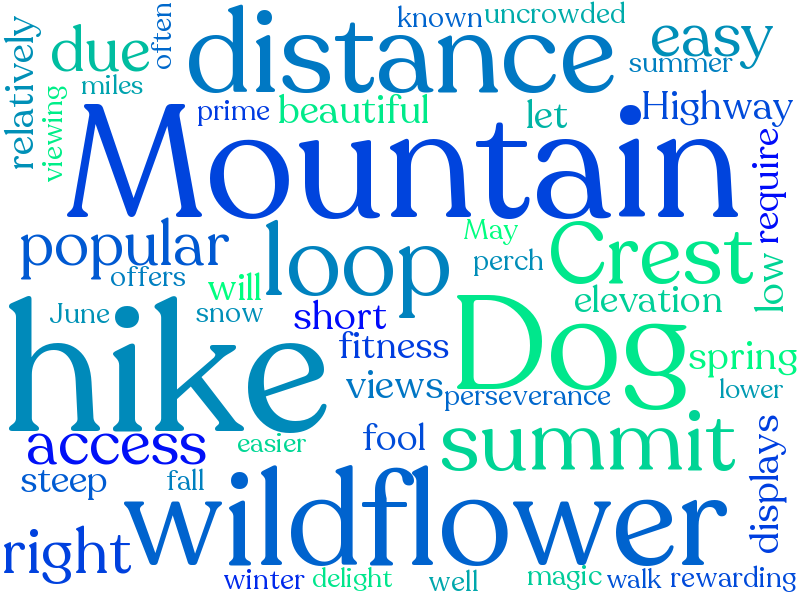 known uncrowded
often
relatively
due
distance
easy
miles
summer
viewing
prime
beautiful
let
Highway
Mountain
require
popular
loop
May
Crest
perch
offers
will
low
elevation
June
snow
short
hike
Dog
fitness
spring
views
perseverance
lower
access
easier
fool
summit
displays
steep
fall
wildflower
right
winter
delight
well
magic
walk
rewarding